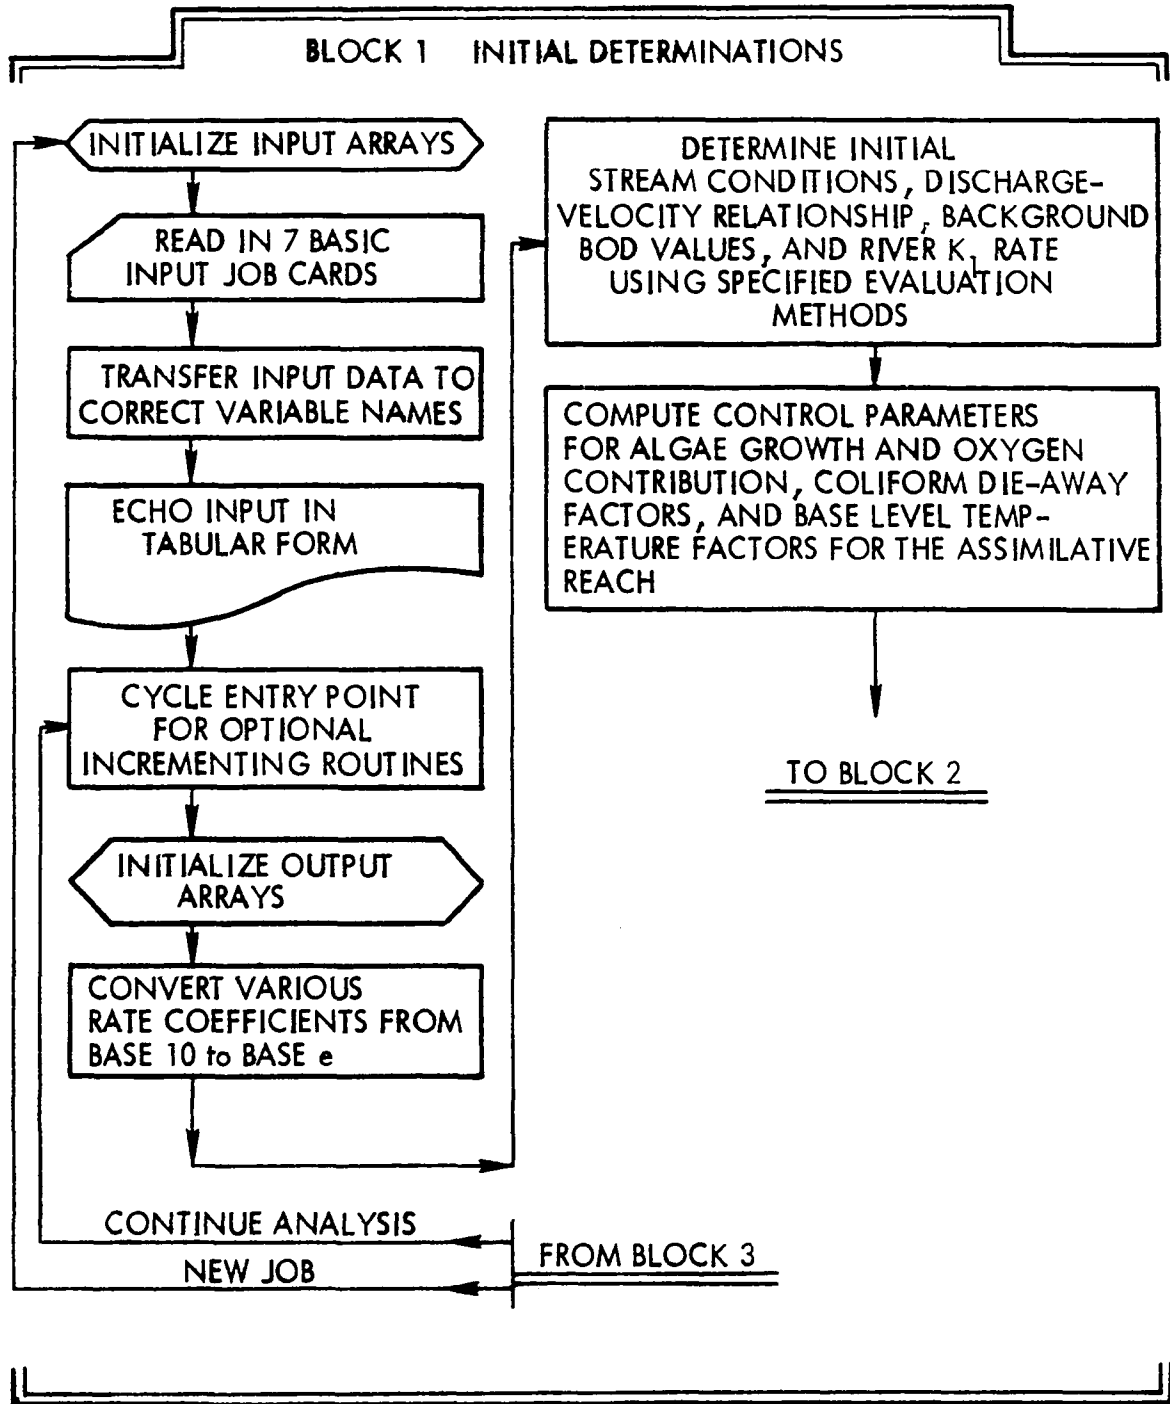 BLOCK 1 INITIAL DETERMINATIONS
INITIALIZE INPUT ARRAYS
READ IN 7 BASIC
INPUT JOB CARDS
TRANSFER INPUT DATA TO
CORRECT VARIABLE NAMES
ECHO INPUT IN
TABULAR FORM
CYCLE ENTRY POINT
FOR OPTIONAL
INCREMENTING ROUTINES
INITIALIZE OUTPUT
ARRAYS
CONVERT VARIOUS
RATE COEFFICIENTS FROM
BASE 10 to BASE e
DETERMINE INITIAL
STREAM CONDITIONS, DISCHARGE-
VELOCITY RELATIONSHIP, BACKGROUND
BOD VALUES, AND RIVER K₁ RATE
USING SPECIFIED EVALUATION
METHODS
COMPUTE CONTROL PARAMETERS
FOR ALGAE GROWTH AND OXYGEN
CONTRIBUTION, COLIFORM DIE-AWAY
FACTORS, AND BASE LEVEL TEMP-
ERATURE FACTORS FOR THE ASSIMILATIVE
REACH
TO BLOCK 2
CONTINUE ANALYSIS
NEW JOB
FROM BLOCK 3